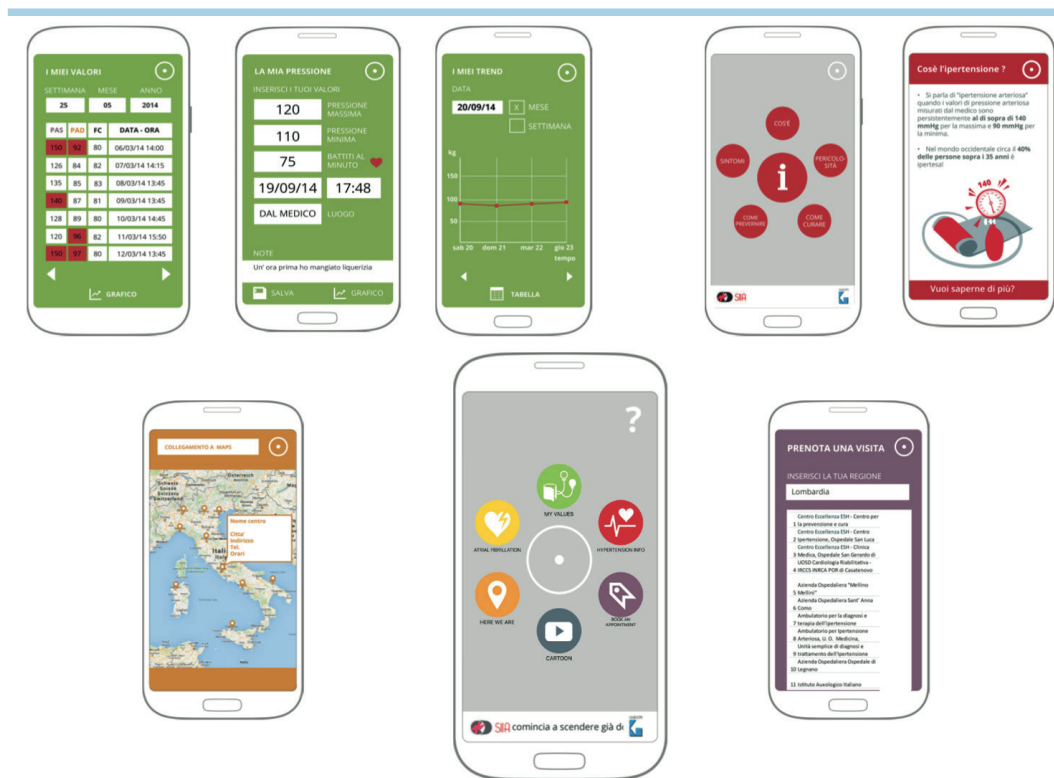 I MIEI VALORI
SETTIMANA MESE ANNO
25 05 2014
PAS PAD FC DATA - ORA
150 92 80 06/03/14 14:00
126 84 82 07/03/14 14:15
135 85 83 08/03/14 13:45
140 87 81 09/03/14 13:45
128 89 80 10/03/14 14:45
120 96 82 11/03/14 15:50
150 97 80 12/03/14 13:45
GRAFICO
LA MIA PRESSIONE
INSERISCI I TUOI VALORI
120 PRESSIONE
MASSIMA
110 PRESSIONE
MINIMA
75 BATTITI AL
MINUTO
19/09/14 17:48
DAL MEDICO LUOGO
NOTE
Un' ora prima ho mangiato liquerizia
SALVA GRAFICO
I MIEI TREND
DATA
20/09/14 X MESE
SETTIMANA
kg
150
100
50
sab 20 dom 21 mar 22 gio 23
tempo
TABELLA
COS'È
SINTOMI
PERICOLO-
SITÀ
i
COME
PREVENIRE
COME
CURARE
SIIA
Cosè l'ipertensione ?
• Si parla di "ipertensione arteriosa"
quando i valori di pressione arteriosa
misurati dal medico sono
persistentemente al di sopra di 140
mmHg per la massima e 90 mmHg per
la minima.
• Nel mondo occidentale circa il 40%
delle persone sopra i 35 anni è
ipertesa!
140
Vuoi saperne di più?
COLLEGAMENTO A MAPS
Österreich
Schweiz
Suisse
Svizzera
Switzerland
Nome centro
Citta'
Indirizzo
Tel.
Orari
Itali
?
MY VALUES
ATRIAL FIBRILLATION
HYPERTENSION INFO
HERE WE ARE
BOOK AN
APPOINTMENT
CARTOON
SIIA comincia a scendere già de
PRENOTA UNA VISITA
INSERISCI LA TUA REGIONE
Lombardia
Centro Eccellenza ESH - Centro per
1 la prevenzione e cura
Centro Eccellenza ESH - Centro
2 Ipertensione, Ospedale San Luca
Centro Eccellenza ESH - Clinica
3 Medica, Ospedale San Gerardo di
UOSD Cardiologia Riabilitativa -
4 IRCCS INRCA POR di Casatenovo
Azienda Ospedaliera "Mellino
5 Mellini"
Azienda Ospedaliera Sant' Anna
6 Como
Ambulatorio per la diagnosi e
7 terapia dell'Ipertensione
Ambulatorio per Ipertensione
8 Arteriosa, U. O. Medicina,
Unità semplice di diagnosi e
9 trattamento dell'Ipertensione
Azienda Ospedaliera Ospedale di
10 Legnano
11 Istituto Auxologico Italiano